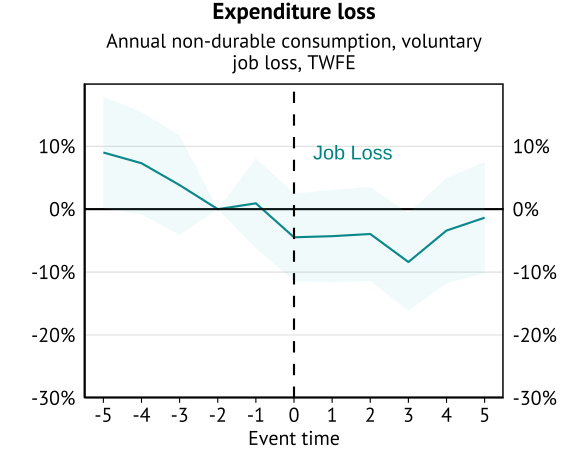 Expenditure loss
Annual non-durable consumption, voluntary
job loss, TWFE
Job Loss
10% 10%
0% 0%
-10% -10%
-20% -20%
-30% -30%
-5 -4 -3 -2 -1 0 1 2 3 4 5
Event time